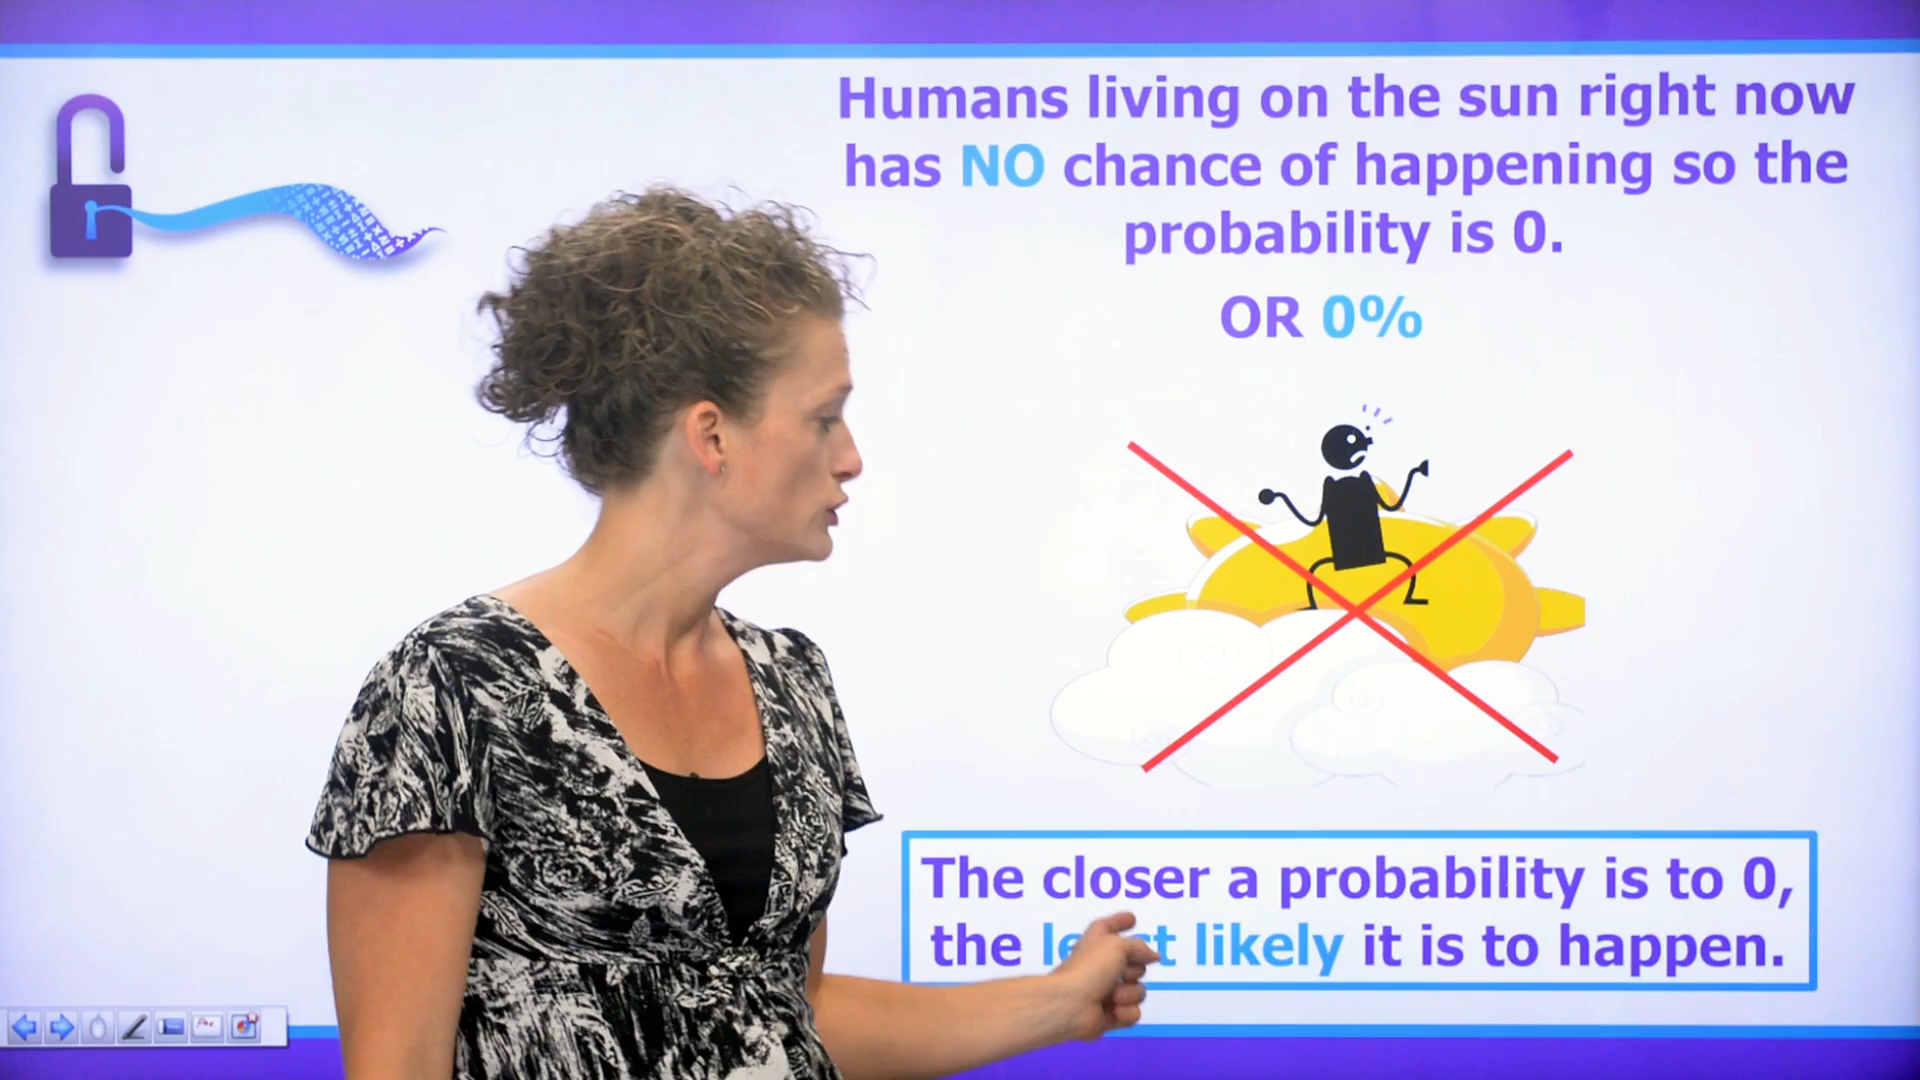 Humans living on the sun right now
has NO chance of happening so the
probability is 0.
OR 0%
The closer a probability is to 0,
the least likely it is to happen.